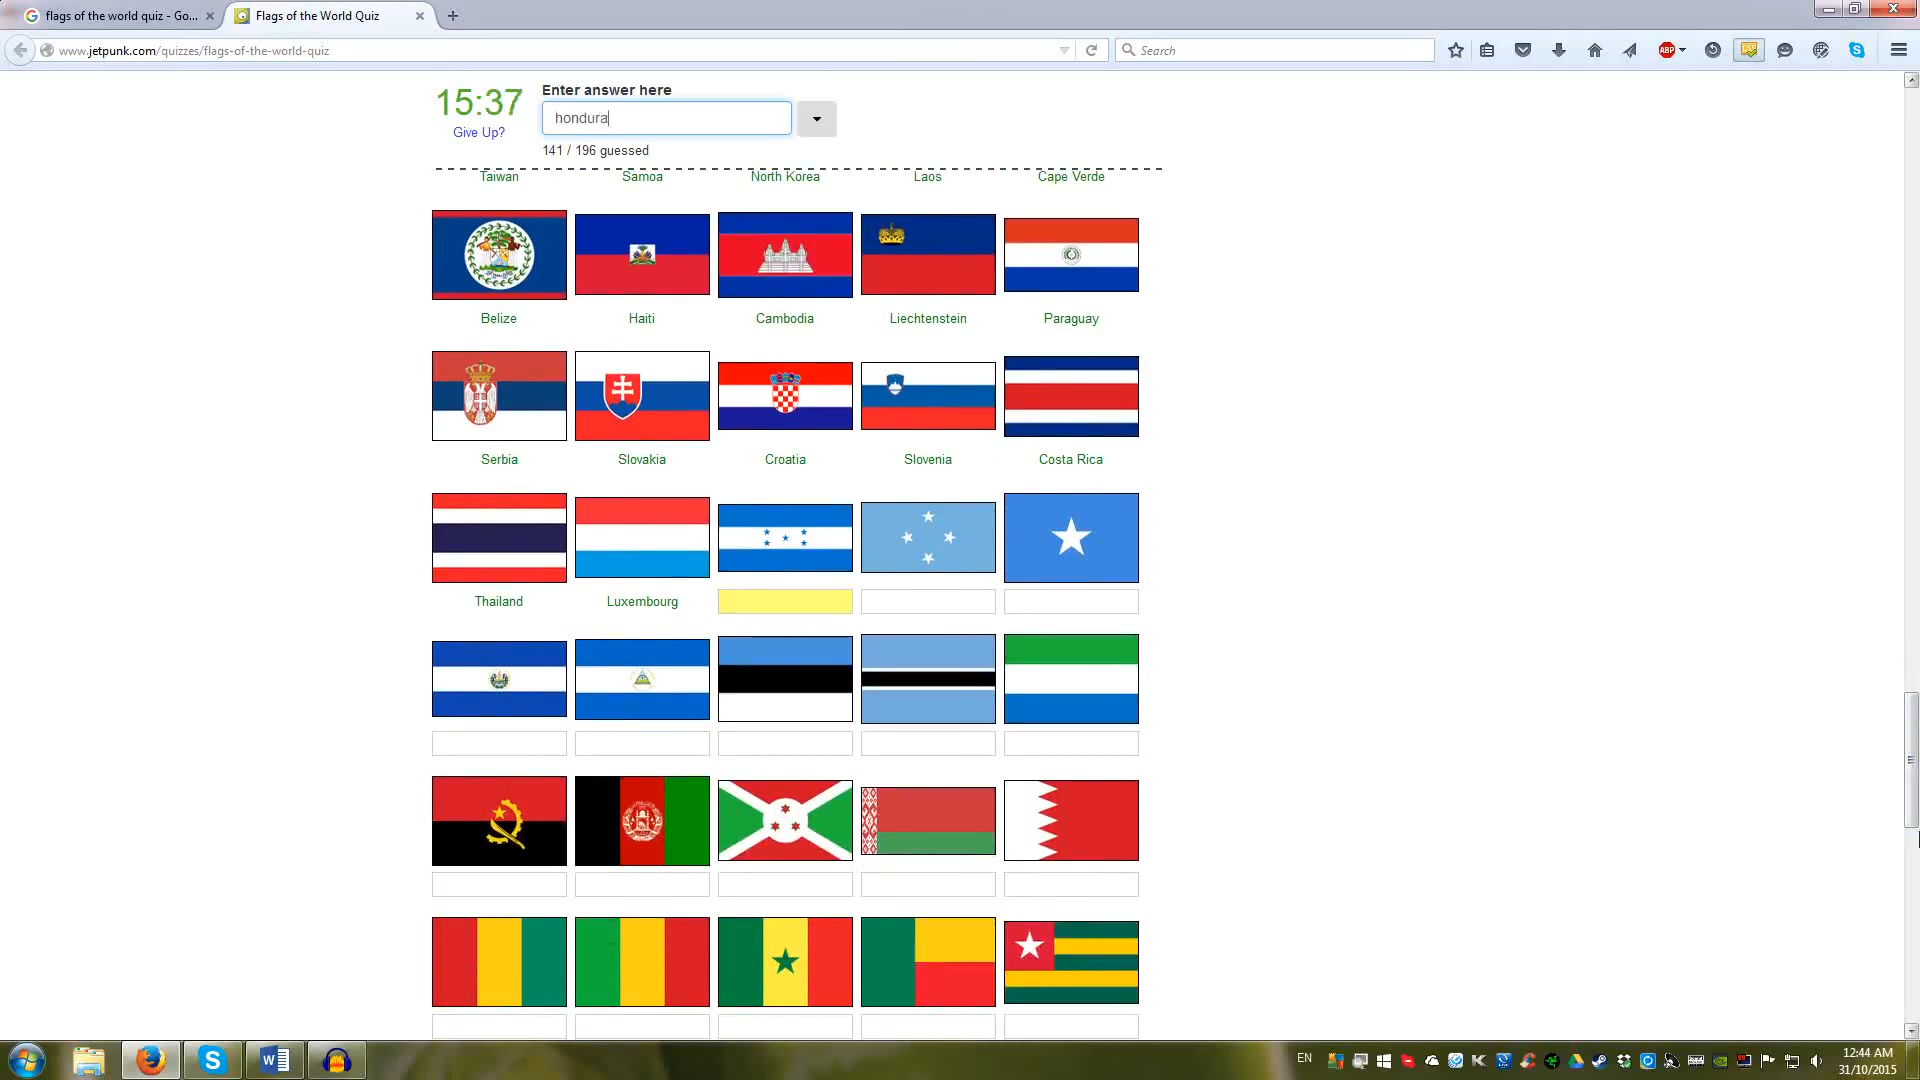 flags of the world quiz - Go...
Flags of the World Quiz
www.jetpunk.com/quizzes/flags-of-the-world-quiz
Search
ABP
15:37
Give Up?
Enter answer here
hondura
141 / 196 guessed
Taiwan Samoa North Korea Laos Cape Verde
Belize Haiti Cambodia Liechtenstein Paraguay
Serbia Slovakia Croatia Slovenia Costa Rica
Thailand Luxembourg
EN
12:44 AM
31/10/2015